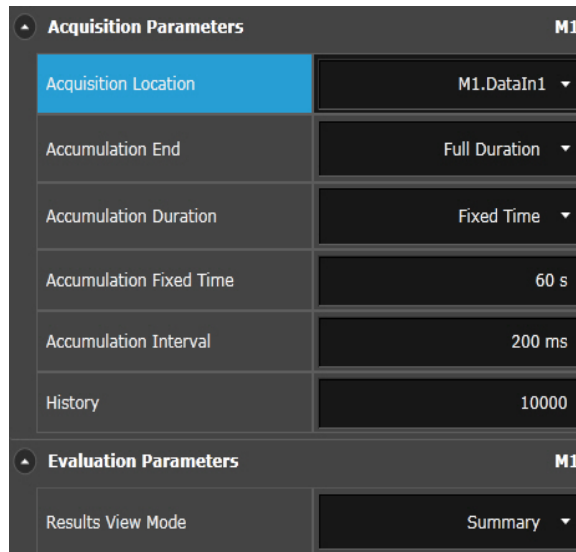 Acquisition Parameters M1
Acquisition Location M1.DataIn1
Accumulation End Full Duration
Accumulation Duration Fixed Time
Accumulation Fixed Time 60 s
Accumulation Interval 200 ms
History 10000
Evaluation Parameters M1
Results View Mode Summary